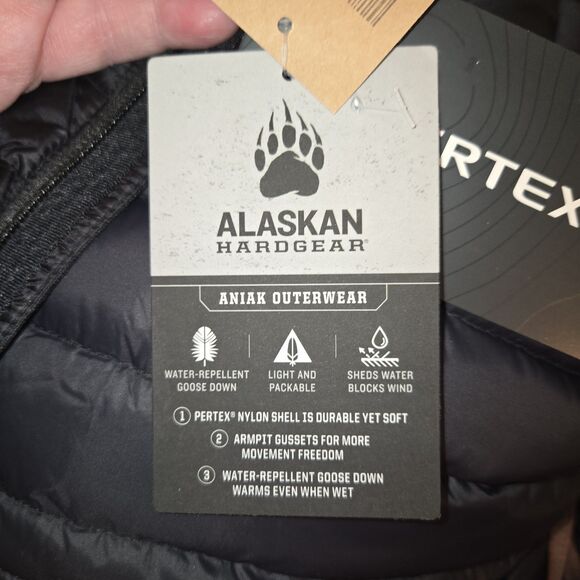 ALASKAN
HARDGEAR®
ANIAK OUTERWEAR
WATER-REPELLENT
GOOSE DOWN
LIGHT AND
PACKABLE
SHEDS WATER
BLOCKS WIND
1 PERTEX® NYLON SHELL IS DURABLE YET SOFT
2 ARMPIT GUSSETS FOR MORE
MOVEMENT FREEDOM
3 WATER-REPELLENT GOOSE DOWN
WARMS EVEN WHEN WET
ERTEX